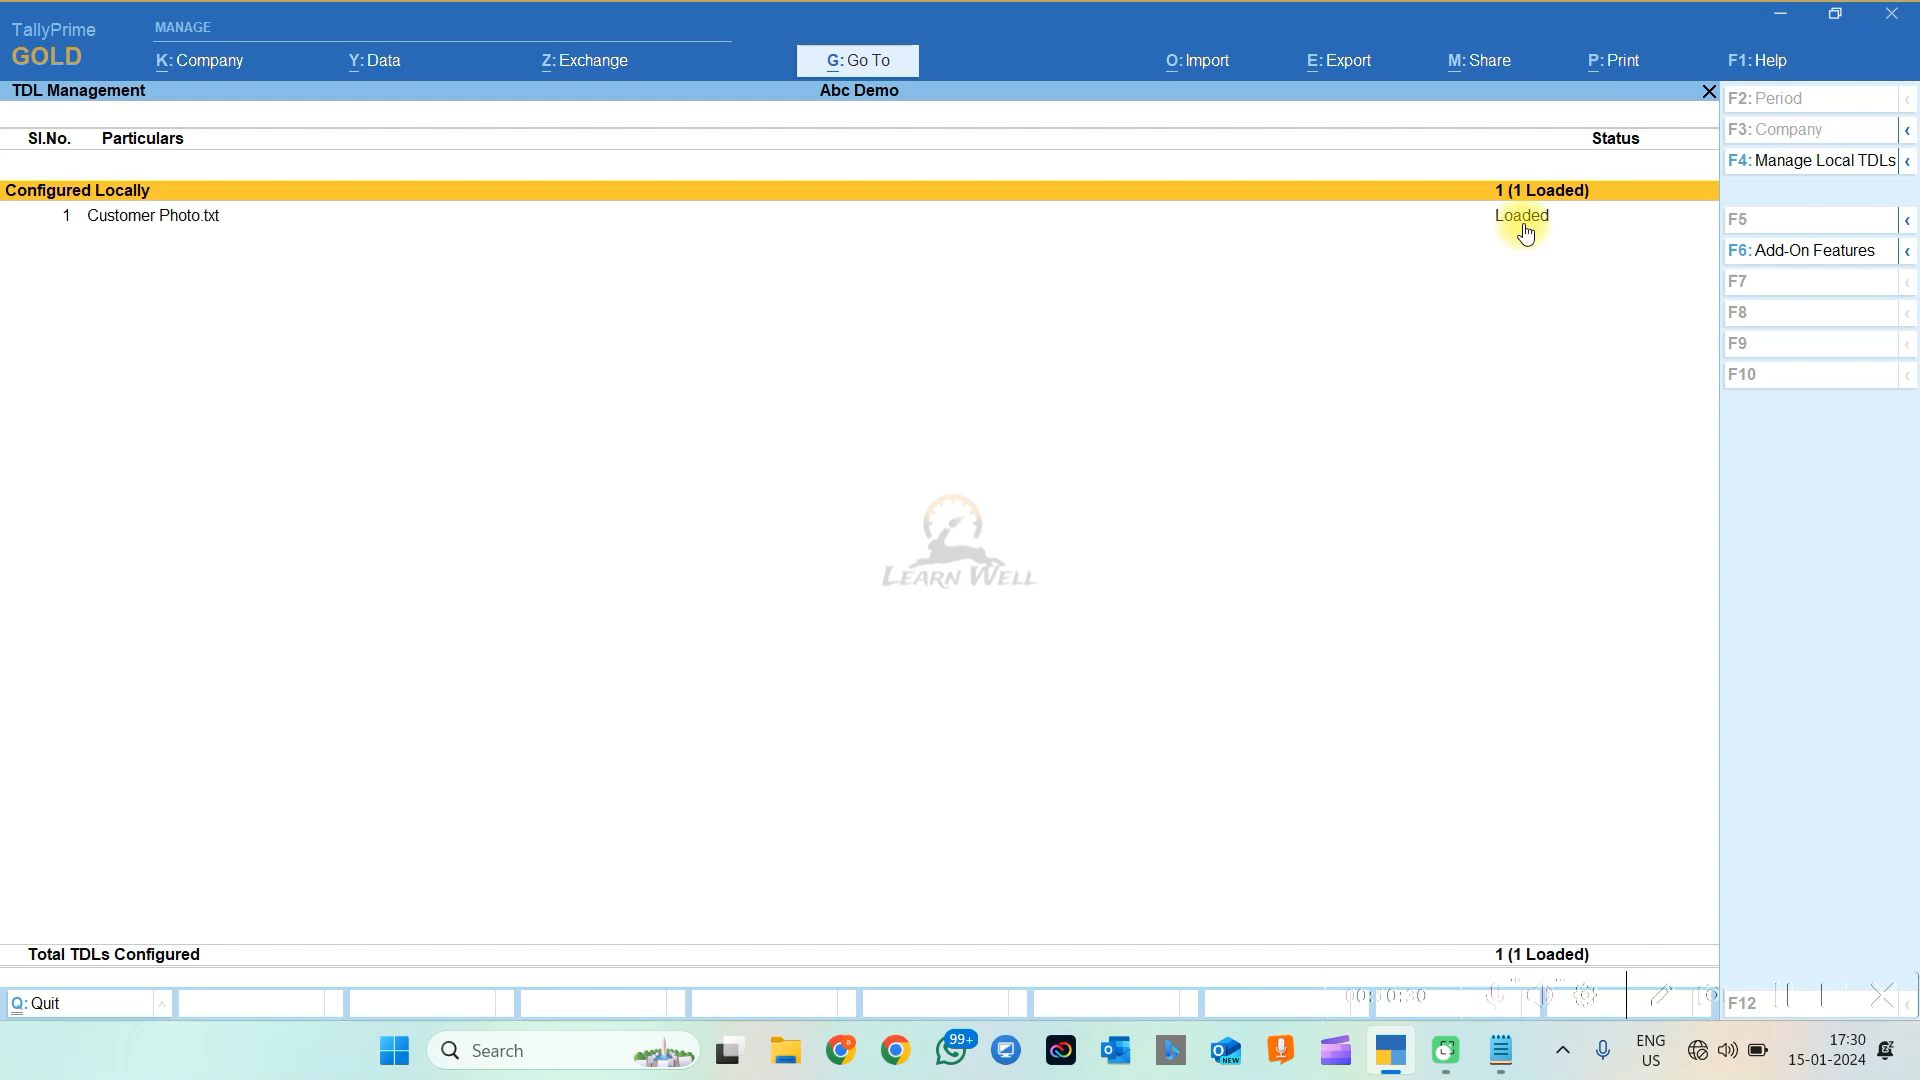 TallyPrime
GOLD
MANAGE
K: Company
Y: Data
Z: Exchange
G: Go To
O: Import
E: Export
M: Share
P: Print
F1: Help
TDL Management
Abc Demo
Sl.No. Particulars Status
Configured Locally 1 (1 Loaded)
1 Customer Photo.txt Loaded
LEARN WELL
Total TDLs Configured 1 (1 Loaded)
Q: Quit
F2: Period
F3: Company
F4: Manage Local TDLs
F5
F6: Add-On Features
F7
F8
F9
F10
F12
Search
99+
NEW
ENG
US
17:30
15-01-2024